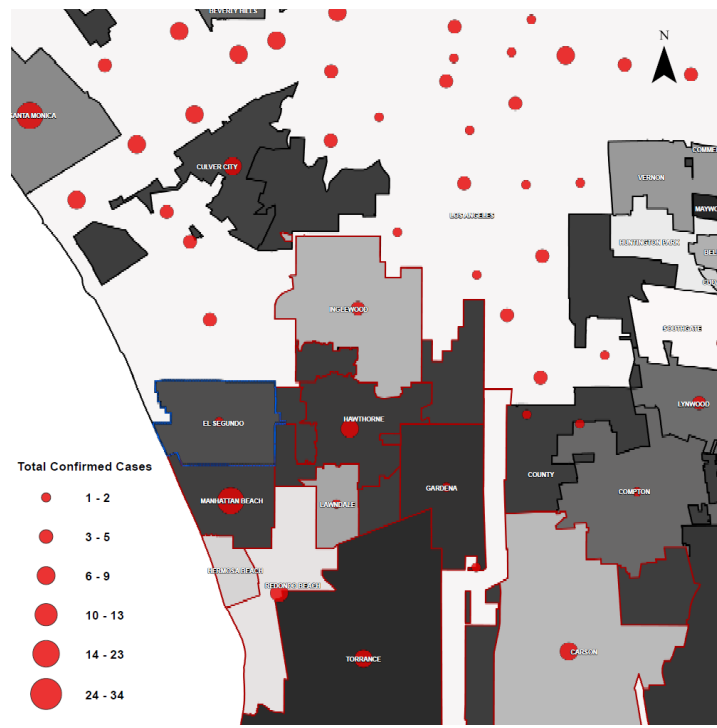 BEVERLY HILLS
N
SANTA MONICA
COMME
CULVER CITY
VERNON
MAYWO
LOS ANGELES
HUNTINGTON PARK
BEL
INGLEWOOD
SOUTHGATE
LYNWOOD
EL SEGUNDO
HAWTHORNE
Total Confirmed Cases
COUNTY
GARDENA
COMPTON
1 - 2
MANHATTAN BEACH
LAWNDALE
3 - 5
HERMOSA BEACH
6 - 9
REDONDO BEACH
10 - 13
14 - 23
TORRANCE
CARSON
24 - 34